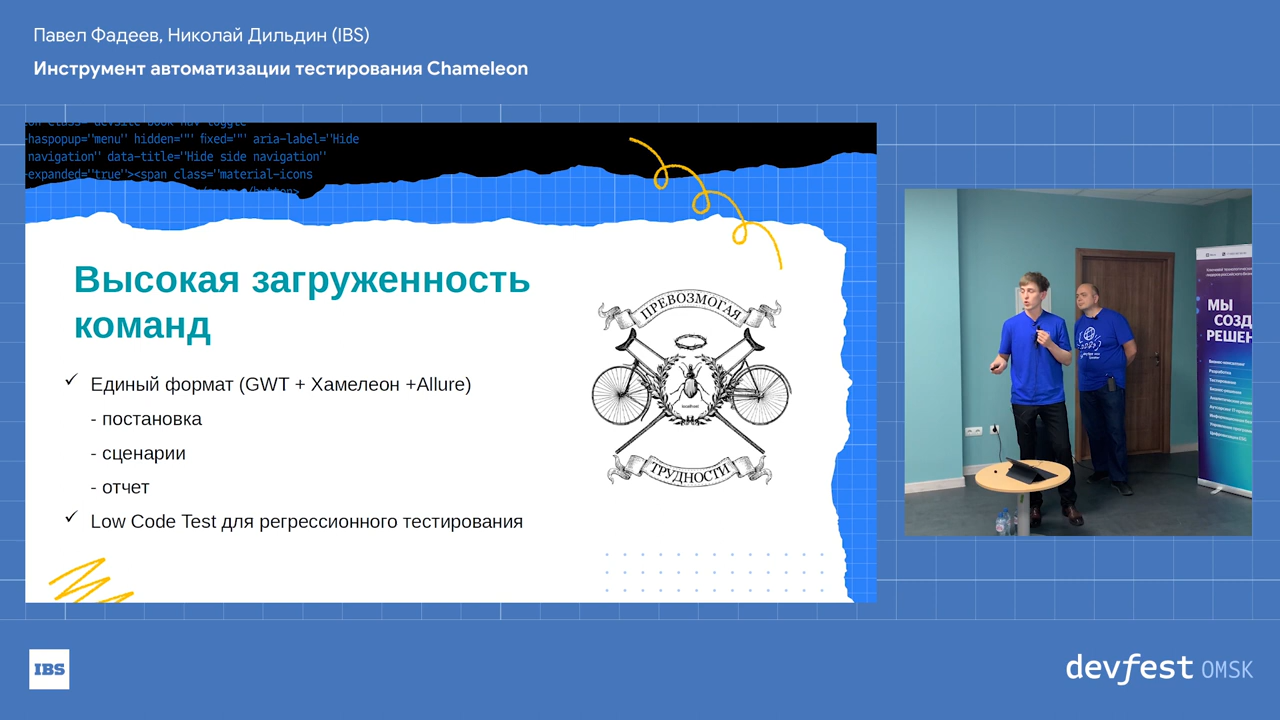 Павел Фадеев, Николай Дильдин (IBS)
Инструмент автоматизации тестирования Chameleon
-haspopup="menu" hidden="" fixed="" aria-label="Hide
navigation" data-title="Hide side navigation"
-expanded="true"><span class="material-icons
Высокая загруженность
команд
Единый формат (GWT + Хамелеон +Allure)
- постановка
- сценарии
- отчет
Low Code Test для регрессионного тестирования
ПРЕВОЗМОГАЯ
ТРУДНОСТИ
МЫ
СОЗД
РЕШЕН
IBS
devfest OMSK